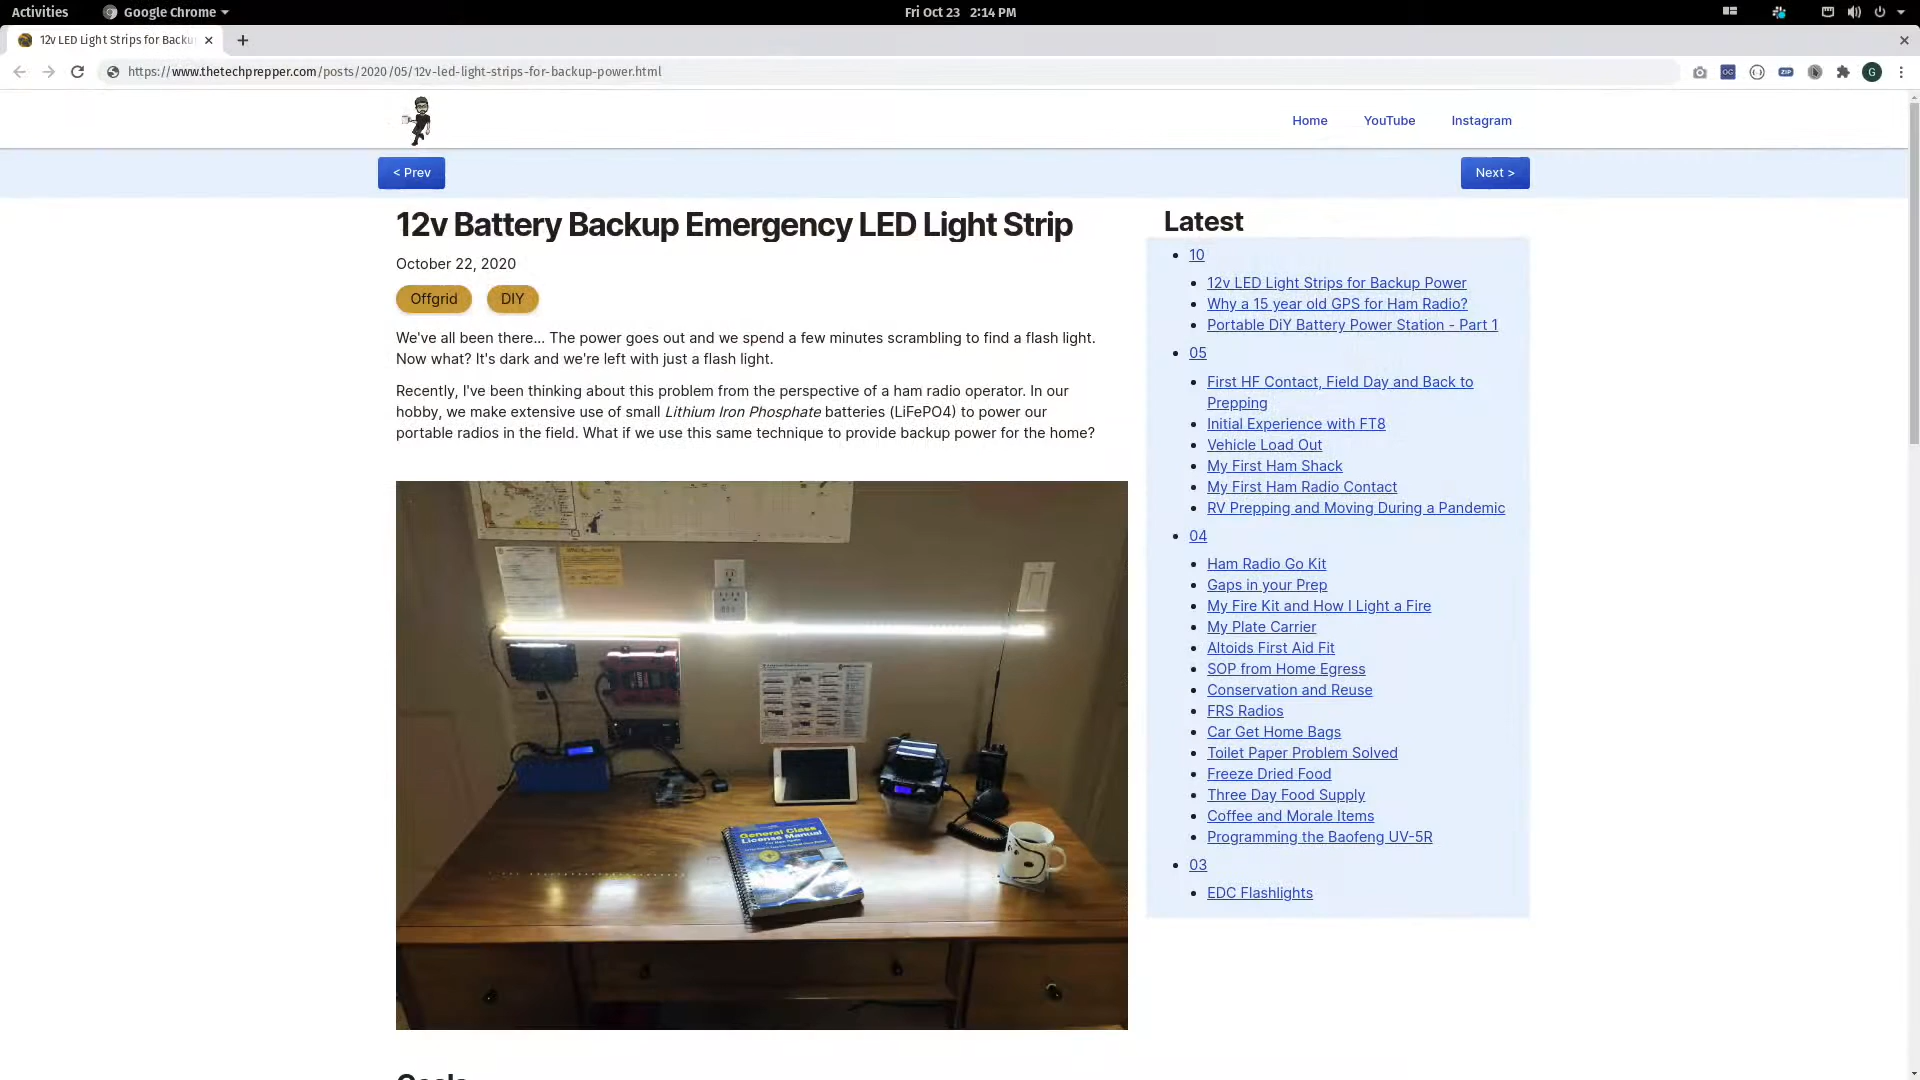 Activities
Google Chrome
Fri Oct 23 2:14 PM
12v LED Light Strips for Backu
https://www.thetechprepper.com/posts/2020/05/12v-led-light-strips-for-backup-power.html
OG
ZIP
G
Home
YouTube
Instagram
< Prev
Next >
12v Battery Backup Emergency LED Light Strip
October 22, 2020
Offgrid
DIY
We've all been there... The power goes out and we spend a few minutes scrambling to find a flash light.
Now what? It's dark and we're left with just a flash light.
Recently, I've been thinking about this problem from the perspective of a ham radio operator. In our
hobby, we make extensive use of small Lithium Iron Phosphate batteries (LiFePO4) to power our
portable radios in the field. What if we use this same technique to provide backup power for the home?
General Class
License Manual
Latest
10
12v LED Light Strips for Backup Power
Why a 15 year old GPS for Ham Radio?
Portable DiY Battery Power Station - Part 1
05
First HF Contact, Field Day and Back to
Prepping
Initial Experience with FT8
Vehicle Load Out
My First Ham Shack
My First Ham Radio Contact
RV Prepping and Moving During a Pandemic
04
Ham Radio Go Kit
Gaps in your Prep
My Fire Kit and How I Light a Fire
My Plate Carrier
Altoids First Aid Fit
SOP from Home Egress
Conservation and Reuse
FRS Radios
Car Get Home Bags
Toilet Paper Problem Solved
Freeze Dried Food
Three Day Food Supply
Coffee and Morale Items
Programming the Baofeng UV-5R
03
EDC Flashlights